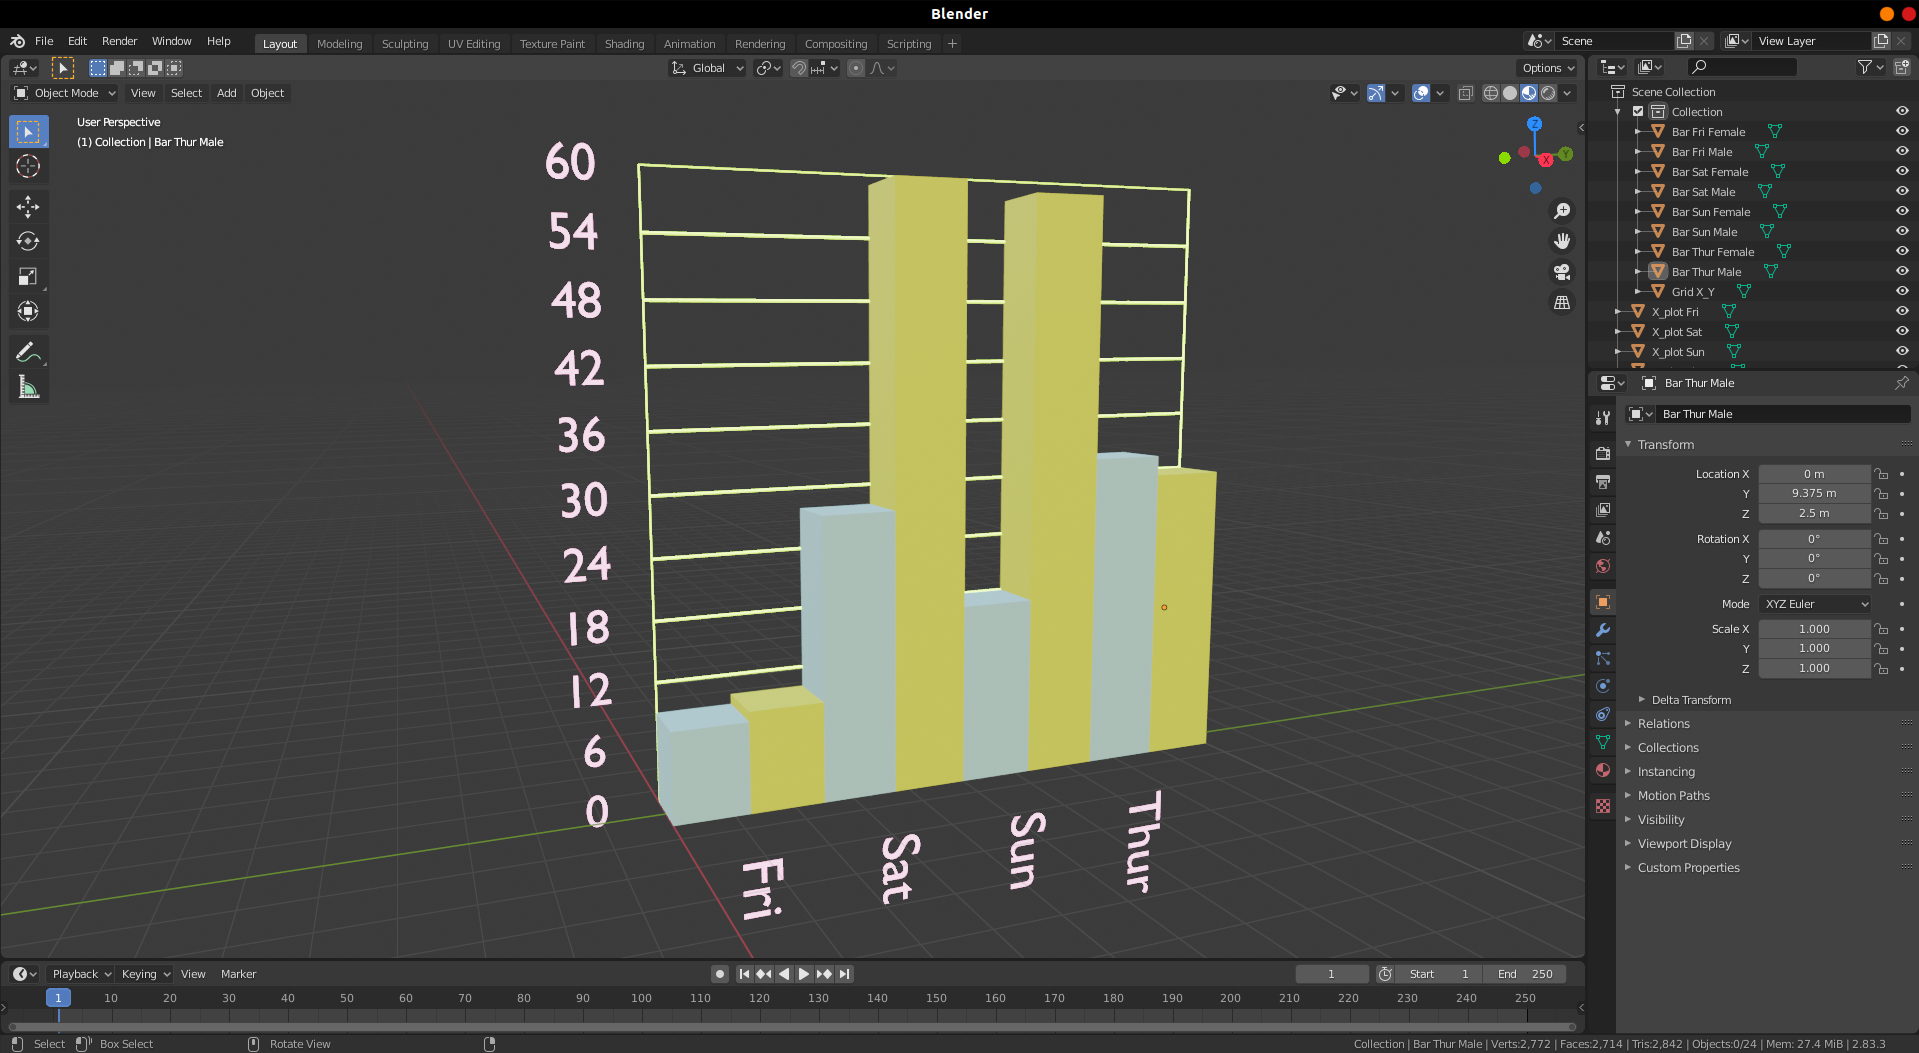 Blender
File Edit Render Window Help Layout Modeling Sculpting UV Editing Texture Paint Shading Animation Rendering Compositing Scripting + Scene View Layer
Global Options
Object Mode View Select Add Object
User Perspective
(1) Collection | Bar Thur Male
Z
X
Y
60
54
48
42
36
30
24
18
12
6
0
Fri
Sat
Sun
Thur
Scene Collection
Collection
Bar Fri Female
Bar Fri Male
Bar Sat Female
Bar Sat Male
Bar Sun Female
Bar Sun Male
Bar Thur Female
Bar Thur Male
Grid X_Y
X_plot Fri
X_plot Sat
X_plot Sun
Bar Thur Male
Bar Thur Male
Transform
Location X 0 m
Y 9.375 m
Z 2.5 m
Rotation X 0°
Y 0°
Z 0°
Mode XYZ Euler
Scale X 1.000
Y 1.000
Z 1.000
Delta Transform
Relations
Collections
Instancing
Motion Paths
Visibility
Viewport Display
Custom Properties
Playback Keying View Marker 1 Start 1 End 250
1 10 20 30 40 50 60 70 80 90 100 110 120 130 140 150 160 170 180 190 200 210 220 230 240 250
Select Box Select Rotate View Collection | Bar Thur Male | Verts:2,772 | Faces:2,714 | Tris:2,842 | Objects:0/24 | Mem: 27.4 MiB | 2.83.3